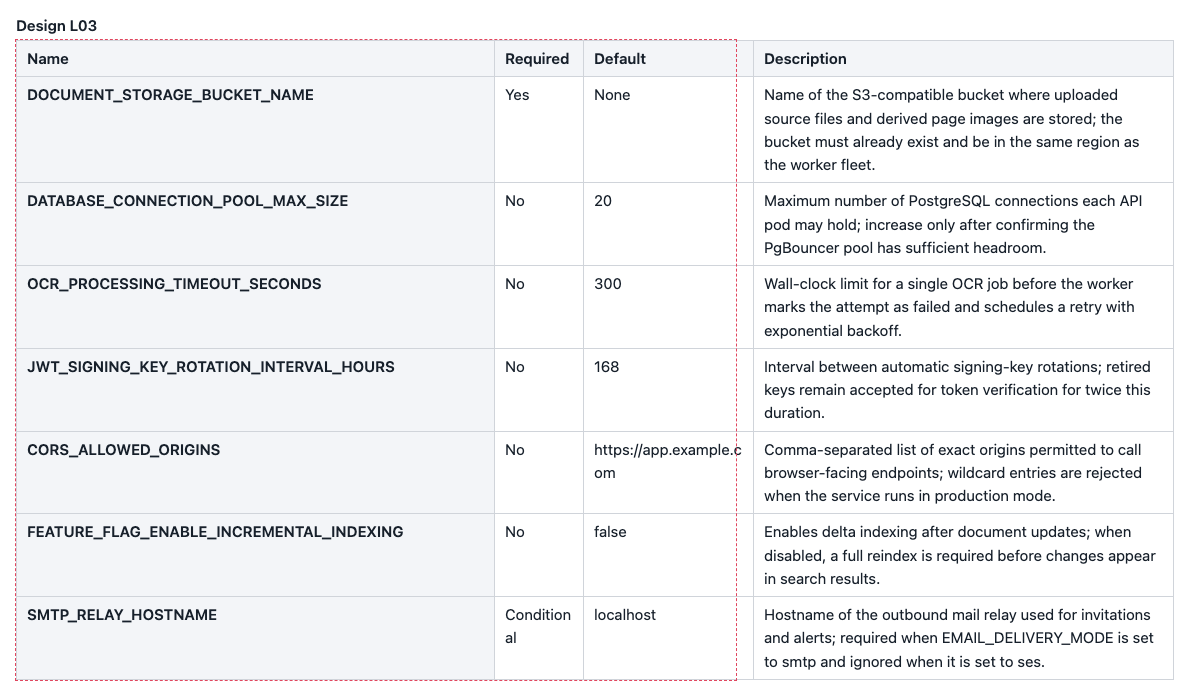 Design L03
Name Required Default Description
DOCUMENT_STORAGE_BUCKET_NAME Yes None Name of the S3-compatible bucket where uploaded
source files and derived page images are stored; the
bucket must already exist and be in the same region as
the worker fleet.
DATABASE_CONNECTION_POOL_MAX_SIZE No 20 Maximum number of PostgreSQL connections each API
pod may hold; increase only after confirming the
PgBouncer pool has sufficient headroom.
OCR_PROCESSING_TIMEOUT_SECONDS No 300 Wall-clock limit for a single OCR job before the worker
marks the attempt as failed and schedules a retry with
exponential backoff.
JWT_SIGNING_KEY_ROTATION_INTERVAL_HOURS No 168 Interval between automatic signing-key rotations; retired
keys remain accepted for token verification for twice this
duration.
CORS_ALLOWED_ORIGINS No https://app.example.c Comma-separated list of exact origins permitted to call
om browser-facing endpoints; wildcard entries are rejected
when the service runs in production mode.
FEATURE_FLAG_ENABLE_INCREMENTAL_INDEXING No false Enables delta indexing after document updates; when
disabled, a full reindex is required before changes appear
in search results.
SMTP_RELAY_HOSTNAME Condition localhost Hostname of the outbound mail relay used for invitations
al and alerts; required when EMAIL_DELIVERY_MODE is set
to smtp and ignored when it is set to ses.